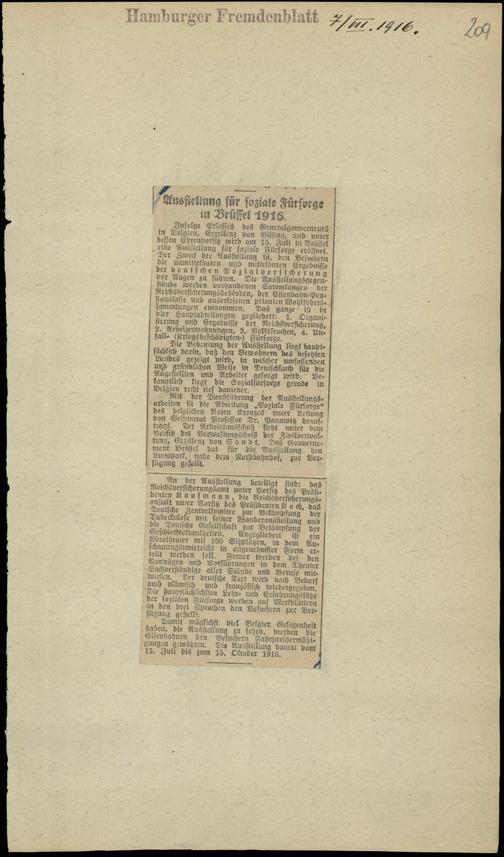 Hamburger Fremdenblatt 7/III.1916.
209
Ausstellung für soziale Fürsorge
in Brüssel 1916.
Infolge Erlasses des Generalgouverneurs
in Belgien, Exzellenz von Bissing, und unter
dessen Ehrenvorsitz wird am 15. Juli in Brüssel
eine Ausstellung für soziale Fürsorge eröffnet.
Der Zweck der Ausstellung ist, den Besuchern
die unmittelbaren und mittelbaren Ergebnisse
der deutschen Sozialversicherung
vor Augen zu führen. Die Ausstellungsgegen-
stände werden vorhandenen Sammlungen der
Reichsversicherungsbehörden, der Eisenbahn-Pen-
sionskasse und auserlesenen privaten Wohlfahrts-
sammlungen entnommen. Das ganze ist in
vier Hauptabteilungen gegliedert: 1. Organi-
sierung und Ergebnisse der Reichsversicherung,
2. Arbeiterwohnungen, 3. Volksseuchen, 4. Un-
fall- (Kriegsbeschädigten-) Fürsorge.
Die Bedeutung der Ausstellung liegt haupt-
sächlich darin, daß den Bewohnern des besetzten
Landes gezeigt wird, in welcher umfassenden
und gründlichen Weise in Deutschland für die
Angestellten und Arbeiter gesorgt wird. Be-
kanntlich liegt die Sozialfürsorge gerade in
Belgien recht tief danieder.
Mit der Durchführung der Ausstellungs-
arbeiten ist die Abteilung „Soziale Fürsorge“
des belgischen Roten Kreuzes unter Leitung
von Geheimrat Professor Dr. Pannwitz beauf-
tragt. Der Arbeitsausschuß steht unter dem
Vorsitz des Verwaltungschefs der Zivilverwal-
tung, Exzellenz von Sandt. Das Gouverne-
ment Brüssel hat für die Ausstellung den
Lunapark, nahe dem Nordbahnhof, zur Ver-
fügung gestellt.
An der Ausstellung beteiligt sind: das
Reichsversicherungsamt unter Vorsitz des Präsi-
denten Kaufmann, die Reichsversicherungs-
anstalt unter Vorsitz des Präsidenten Koch, das
Deutsche Zentralkomitee zur Bekämpfung der
Tuberkulose mit seiner Wanderausstellung und
die Deutsche Gesellschaft zur Bekämpfung der
Geschlechtskrankheiten. Angegliedert ist ein
Kinotheater mit 100 Sitzplätzen, in dem An-
schauungsunterricht in angenehmster Form er-
teilt werden soll. Ferner werden bei den
Vorträgen und Vorführungen in dem Theater
Sachverständige aller Stände und Berufe mit-
wirken. Der deutsche Text wird nach Bedarf
auch vlämisch und französisch wiedergegeben.
Die hauptsächlichsten Lehr- und Erfahrungssätze
der sozialen Fürsorge werden auf Merkblättern
in den drei Sprachen den Besuchern zur Ver-
fügung gestellt.
Damit möglichst viel Belgier Gelegenheit
haben, die Ausstellung zu sehen, werden die
Eisenbahnen den Besuchern Fahrpreisermäßi-
gungen gewähren. Die Ausstellung dauert vom
15. Juli bis zum 15. Oktober 1916.